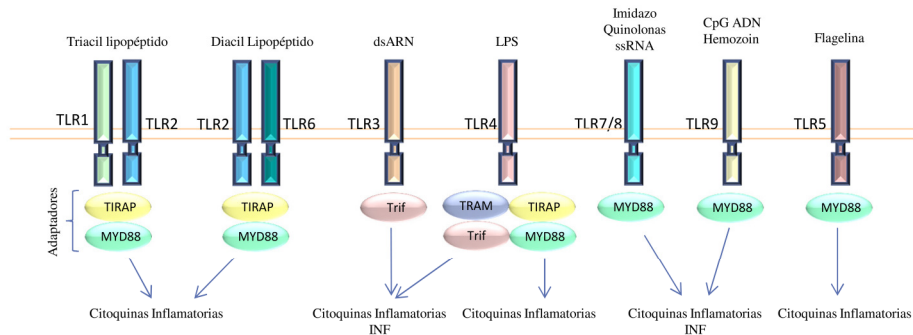 Triacil lipopéptido
Diacil Lipopéptido
dsARN
LPS
Imidazo
Quinolonas
ssRNA
CpG ADN
Hemozoin
Flagelina
TLR1
TLR2
TLR2
TLR6
TLR3
TLR4
TLR7/8
TLR9
TLR5
Adaptadores
TIRAP
MYD88
TIRAP
MYD88
Trif
TRAM
TIRAP
Trif
MYD88
MYD88
MYD88
MYD88
Citoquinas Inflamatorias
Citoquinas Inflamatorias
INF
Citoquinas Inflamatorias
Citoquinas Inflamatorias
INF
Citoquinas Inflamatorias